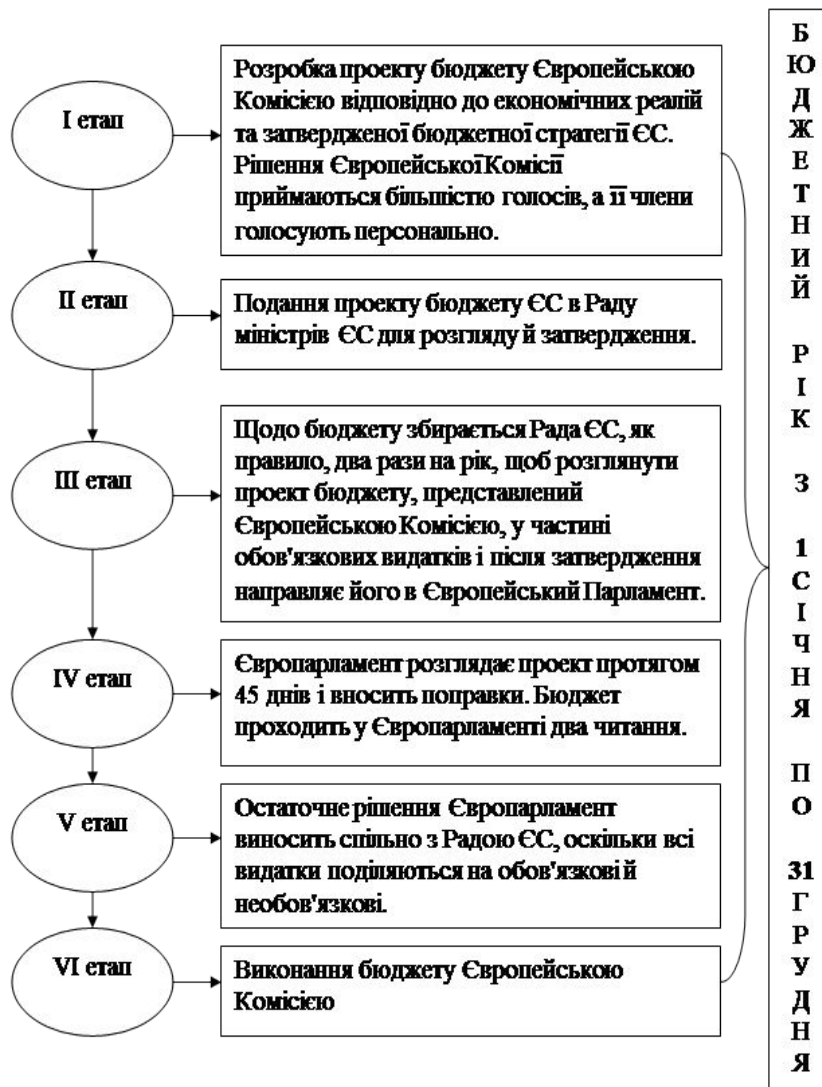 І етап
Розробка проекту бюджету Європейською
Комісією відповідно до економічних реалій
та затвердженої бюджетної стратегії ЄС.
Рішення Європейської Комісії
приймаються більшістю голосів, а її члени
голосують персонально.
ІІ етап
Подання проекту бюджету ЄС в Раду
міністрів ЄС для розгляду й затвердження.
ІІІ етап
Щодо бюджету збирається Рада ЄС, як
правило, два рази на рік, щоб розглянути
проект бюджету, представлений
Європейською Комісією, у частині
обов'язкових видатків і після затвердження
направляє його в Європейський Парламент.
IV етап
Європарламент розглядає проект протягом
45 днів і вносить поправки. Бюджет
проходить у Європарламенті два читання.
V етап
Остаточне рішення Європарламент
виносить спільно з Радою ЄС, оскільки всі
видатки поділяються на обов'язкові й
необов'язкові.
VI етап
Виконання бюджету Європейською
Комісією
БЮДЖЕТНИЙ РІК З 1 СІЧНЯ ПО 31 ГРУДНЯ